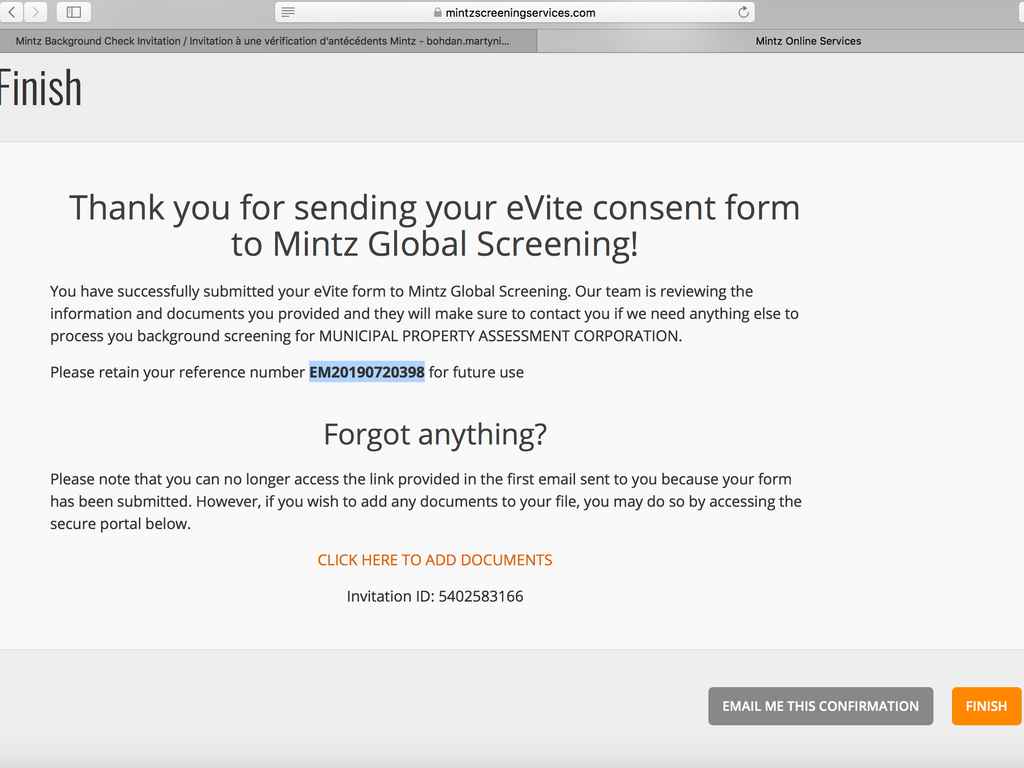 mintzscreeningservices.com
Mintz Background Check Invitation / Invitation à une vérification d'antécédents Mintz - bohdan.martyni...
Mintz Online Services
Finish
Thank you for sending your eVite consent form
to Mintz Global Screening!
You have successfully submitted your eVite form to Mintz Global Screening. Our team is reviewing the
information and documents you provided and they will make sure to contact you if we need anything else to
process you background screening for MUNICIPAL PROPERTY ASSESSMENT CORPORATION.
Please retain your reference number EM20190720398 for future use
Forgot anything?
Please note that you can no longer access the link provided in the first email sent to you because your form
has been submitted. However, if you wish to add any documents to your file, you may do so by accessing the
secure portal below.
CLICK HERE TO ADD DOCUMENTS
Invitation ID: 5402583166
EMAIL ME THIS CONFIRMATION
FINISH